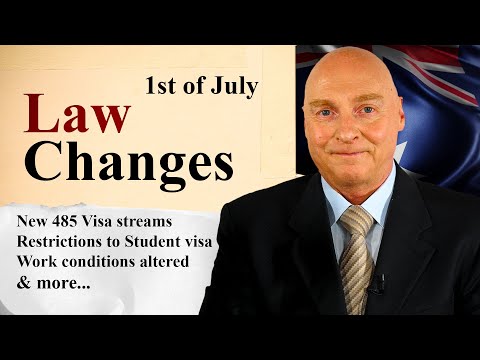 1st of July
Law
Changes
New 485 Visa streams
Restrictions to Student visa
Work conditions altered
& more...